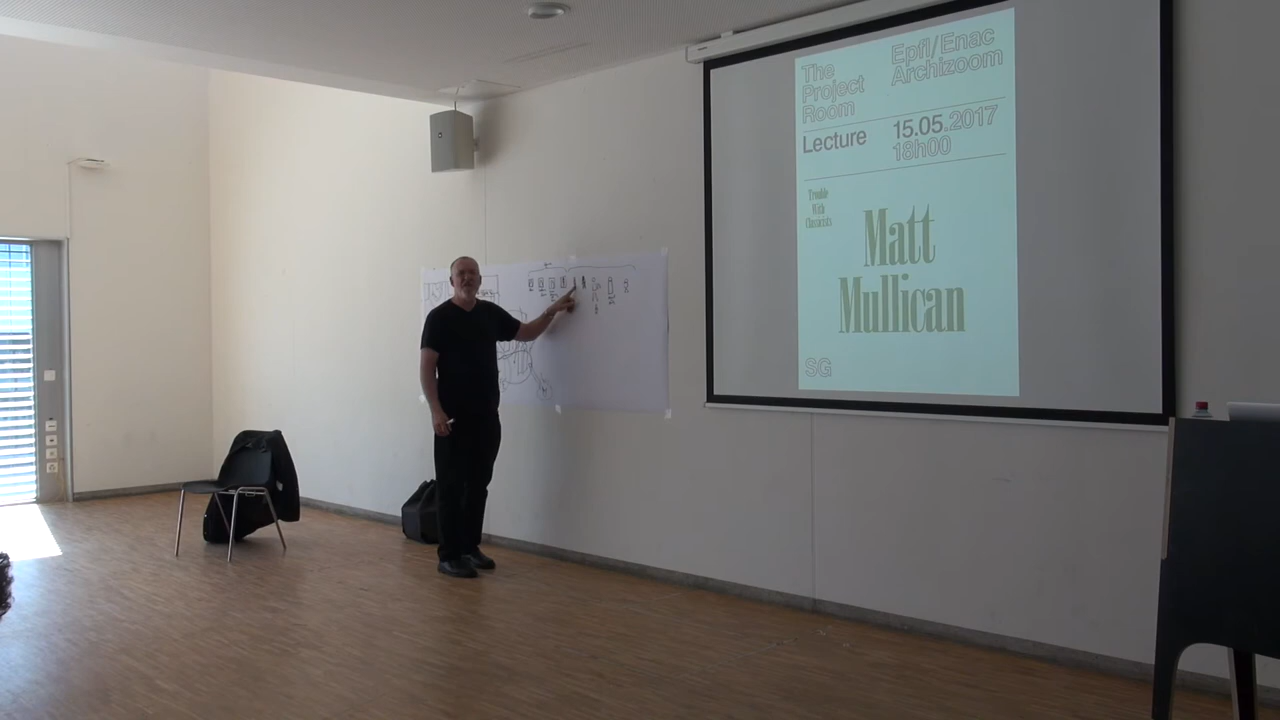 The
Project
Room
Epfl/Enac
Archizoom
Lecture
15.05.2017
18h00
Trouble
With
Classicists
Matt
Mullican
SG